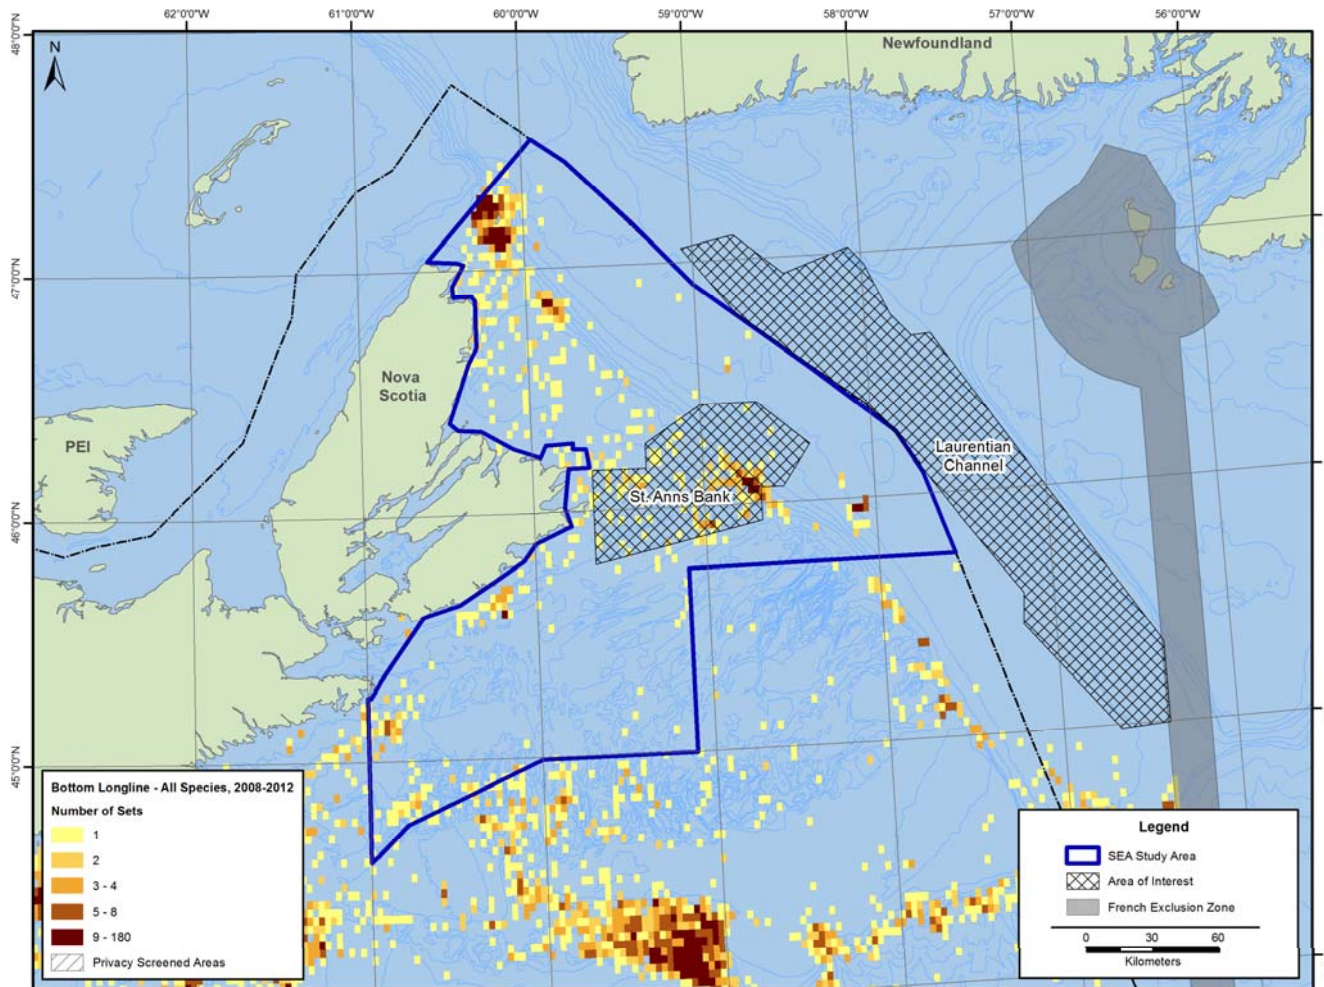 62°0'0"W 61°0'0"W 60°0'0"W 59°0'0"W 58°0'0"W 57°0'0"W 56°0'0"W
48°0'0"N
N
Newfoundland
47°0'0"N
Nova
Scotia
PEI
Laurentian
Channel
St. Anns Bank
46°0'0"N
45°0'0"N
Bottom Longline - All Species, 2008-2012
Number of Sets
1
2
3 - 4
5 - 8
9 - 180
Privacy Screened Areas
Legend
SEA Study Area
Area of Interest
French Exclusion Zone
0 30 60
Kilometers